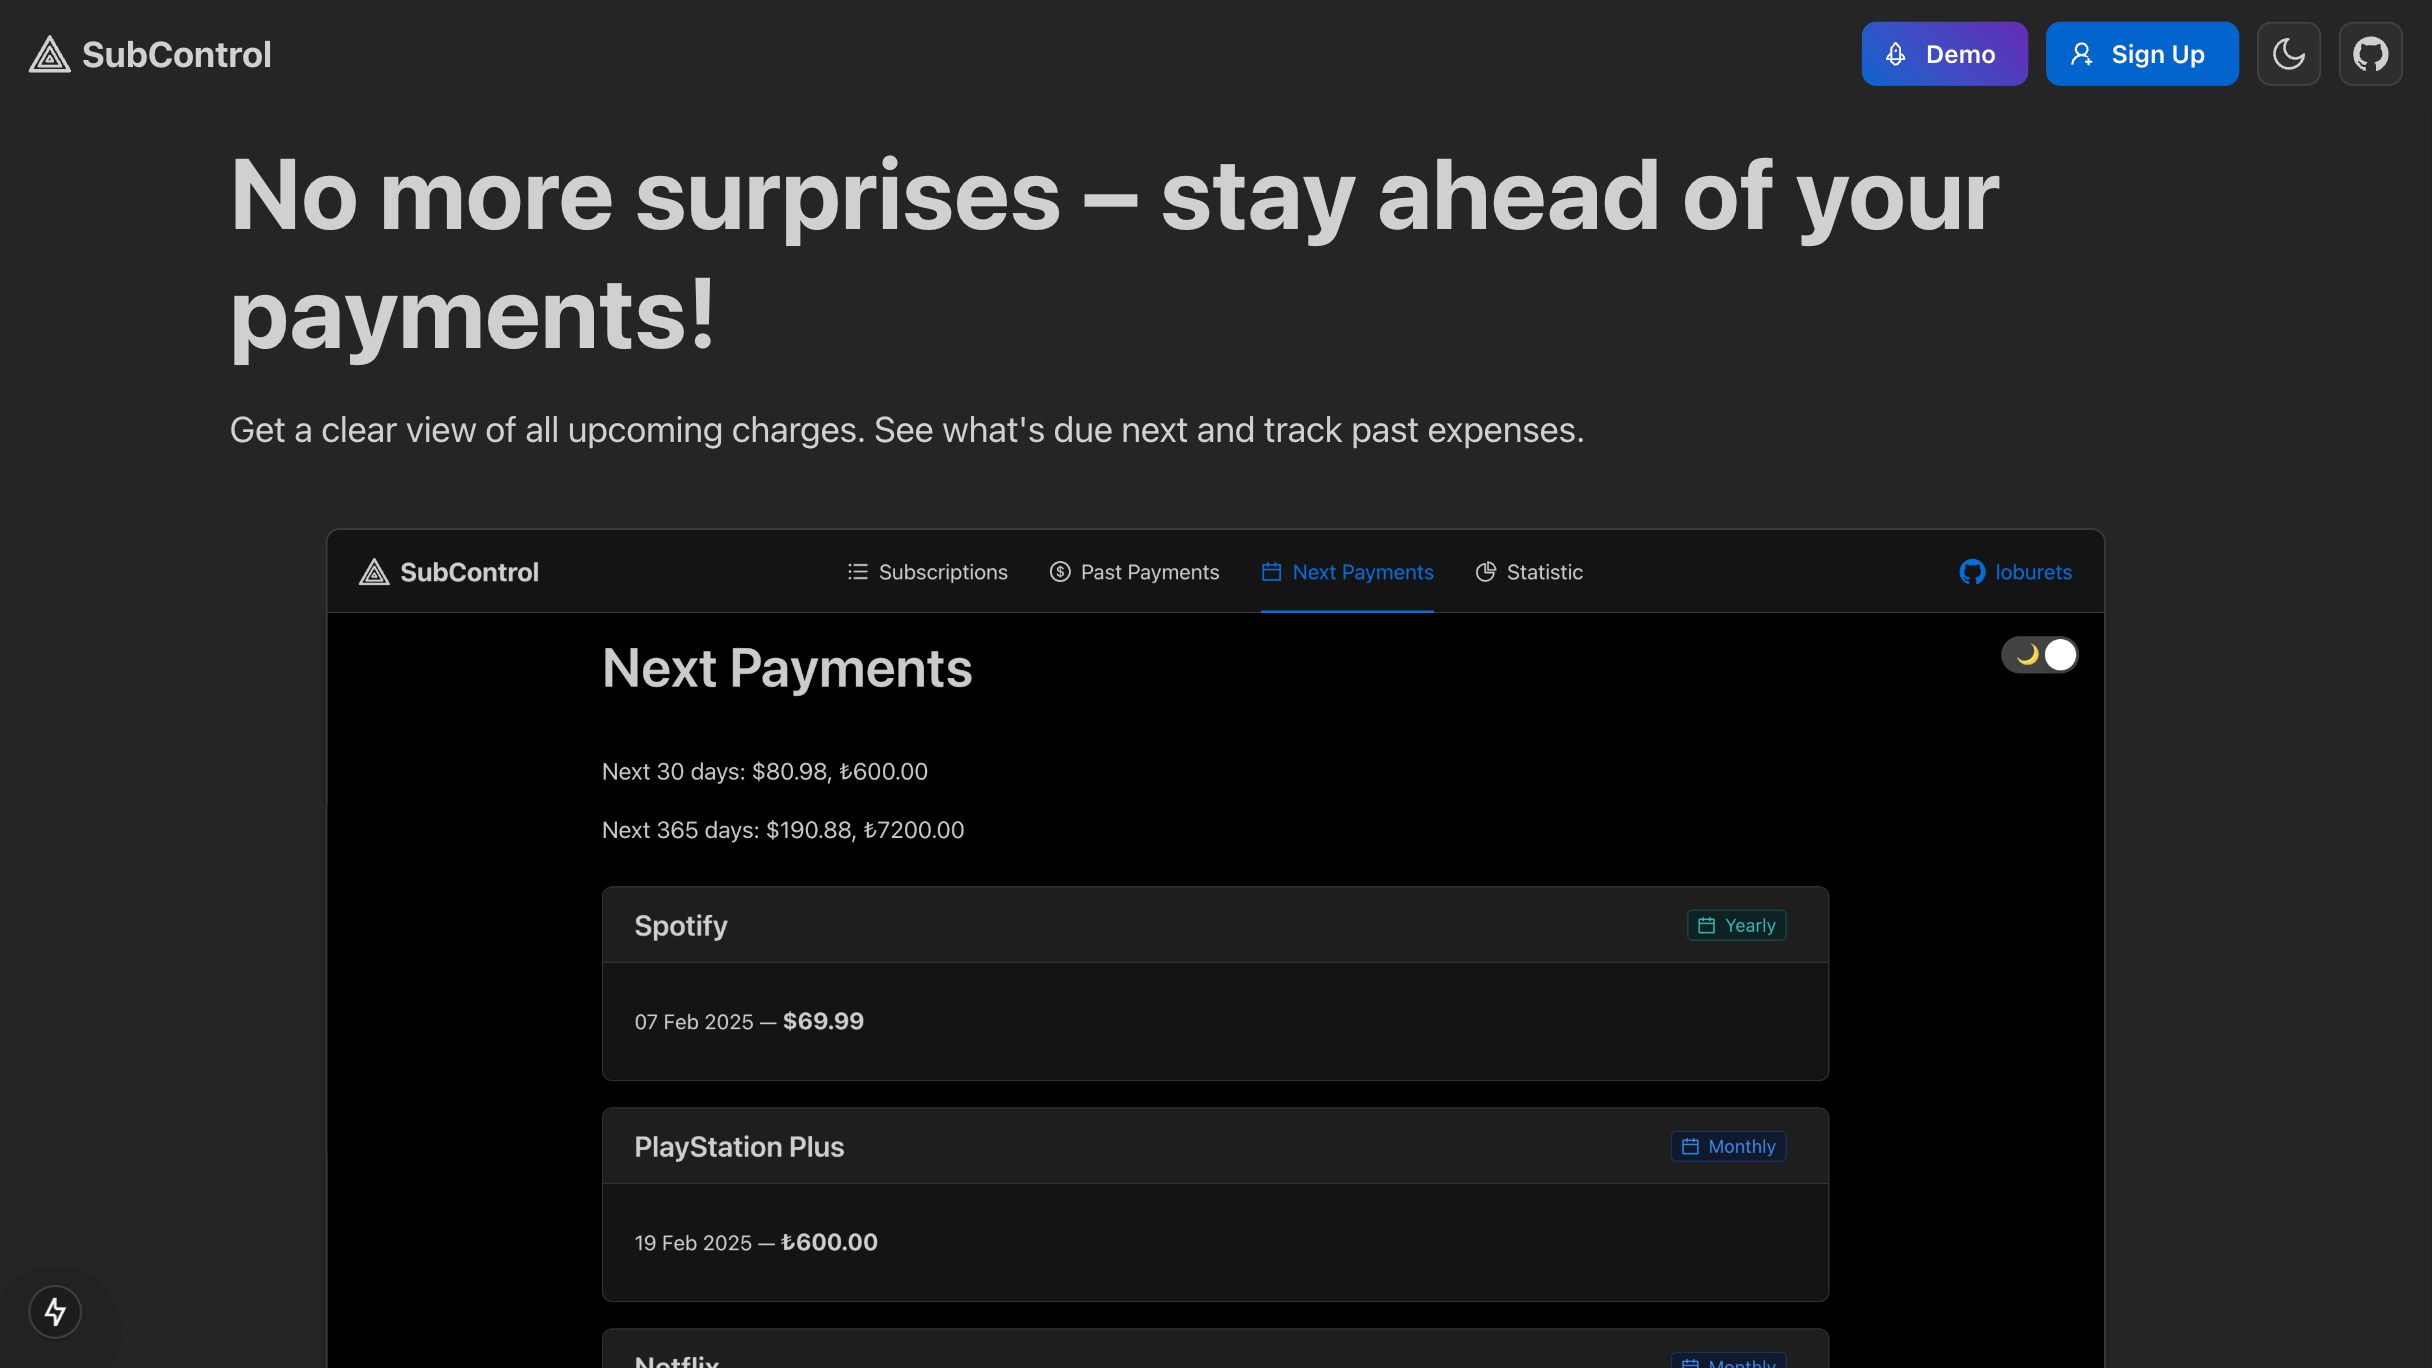 SubControl
Demo
Sign Up
No more surprises – stay ahead of your
payments!
Get a clear view of all upcoming charges. See what's due next and track past expenses.
SubControl
Subscriptions
Past Payments
Next Payments
Statistic
loburets
Next Payments
Next 30 days: $80.98, ₺600.00
Next 365 days: $190.88, ₺7200.00
Spotify
Yearly
07 Feb 2025 — $69.99
PlayStation Plus
Monthly
19 Feb 2025 — ₺600.00
Netflix
Monthly